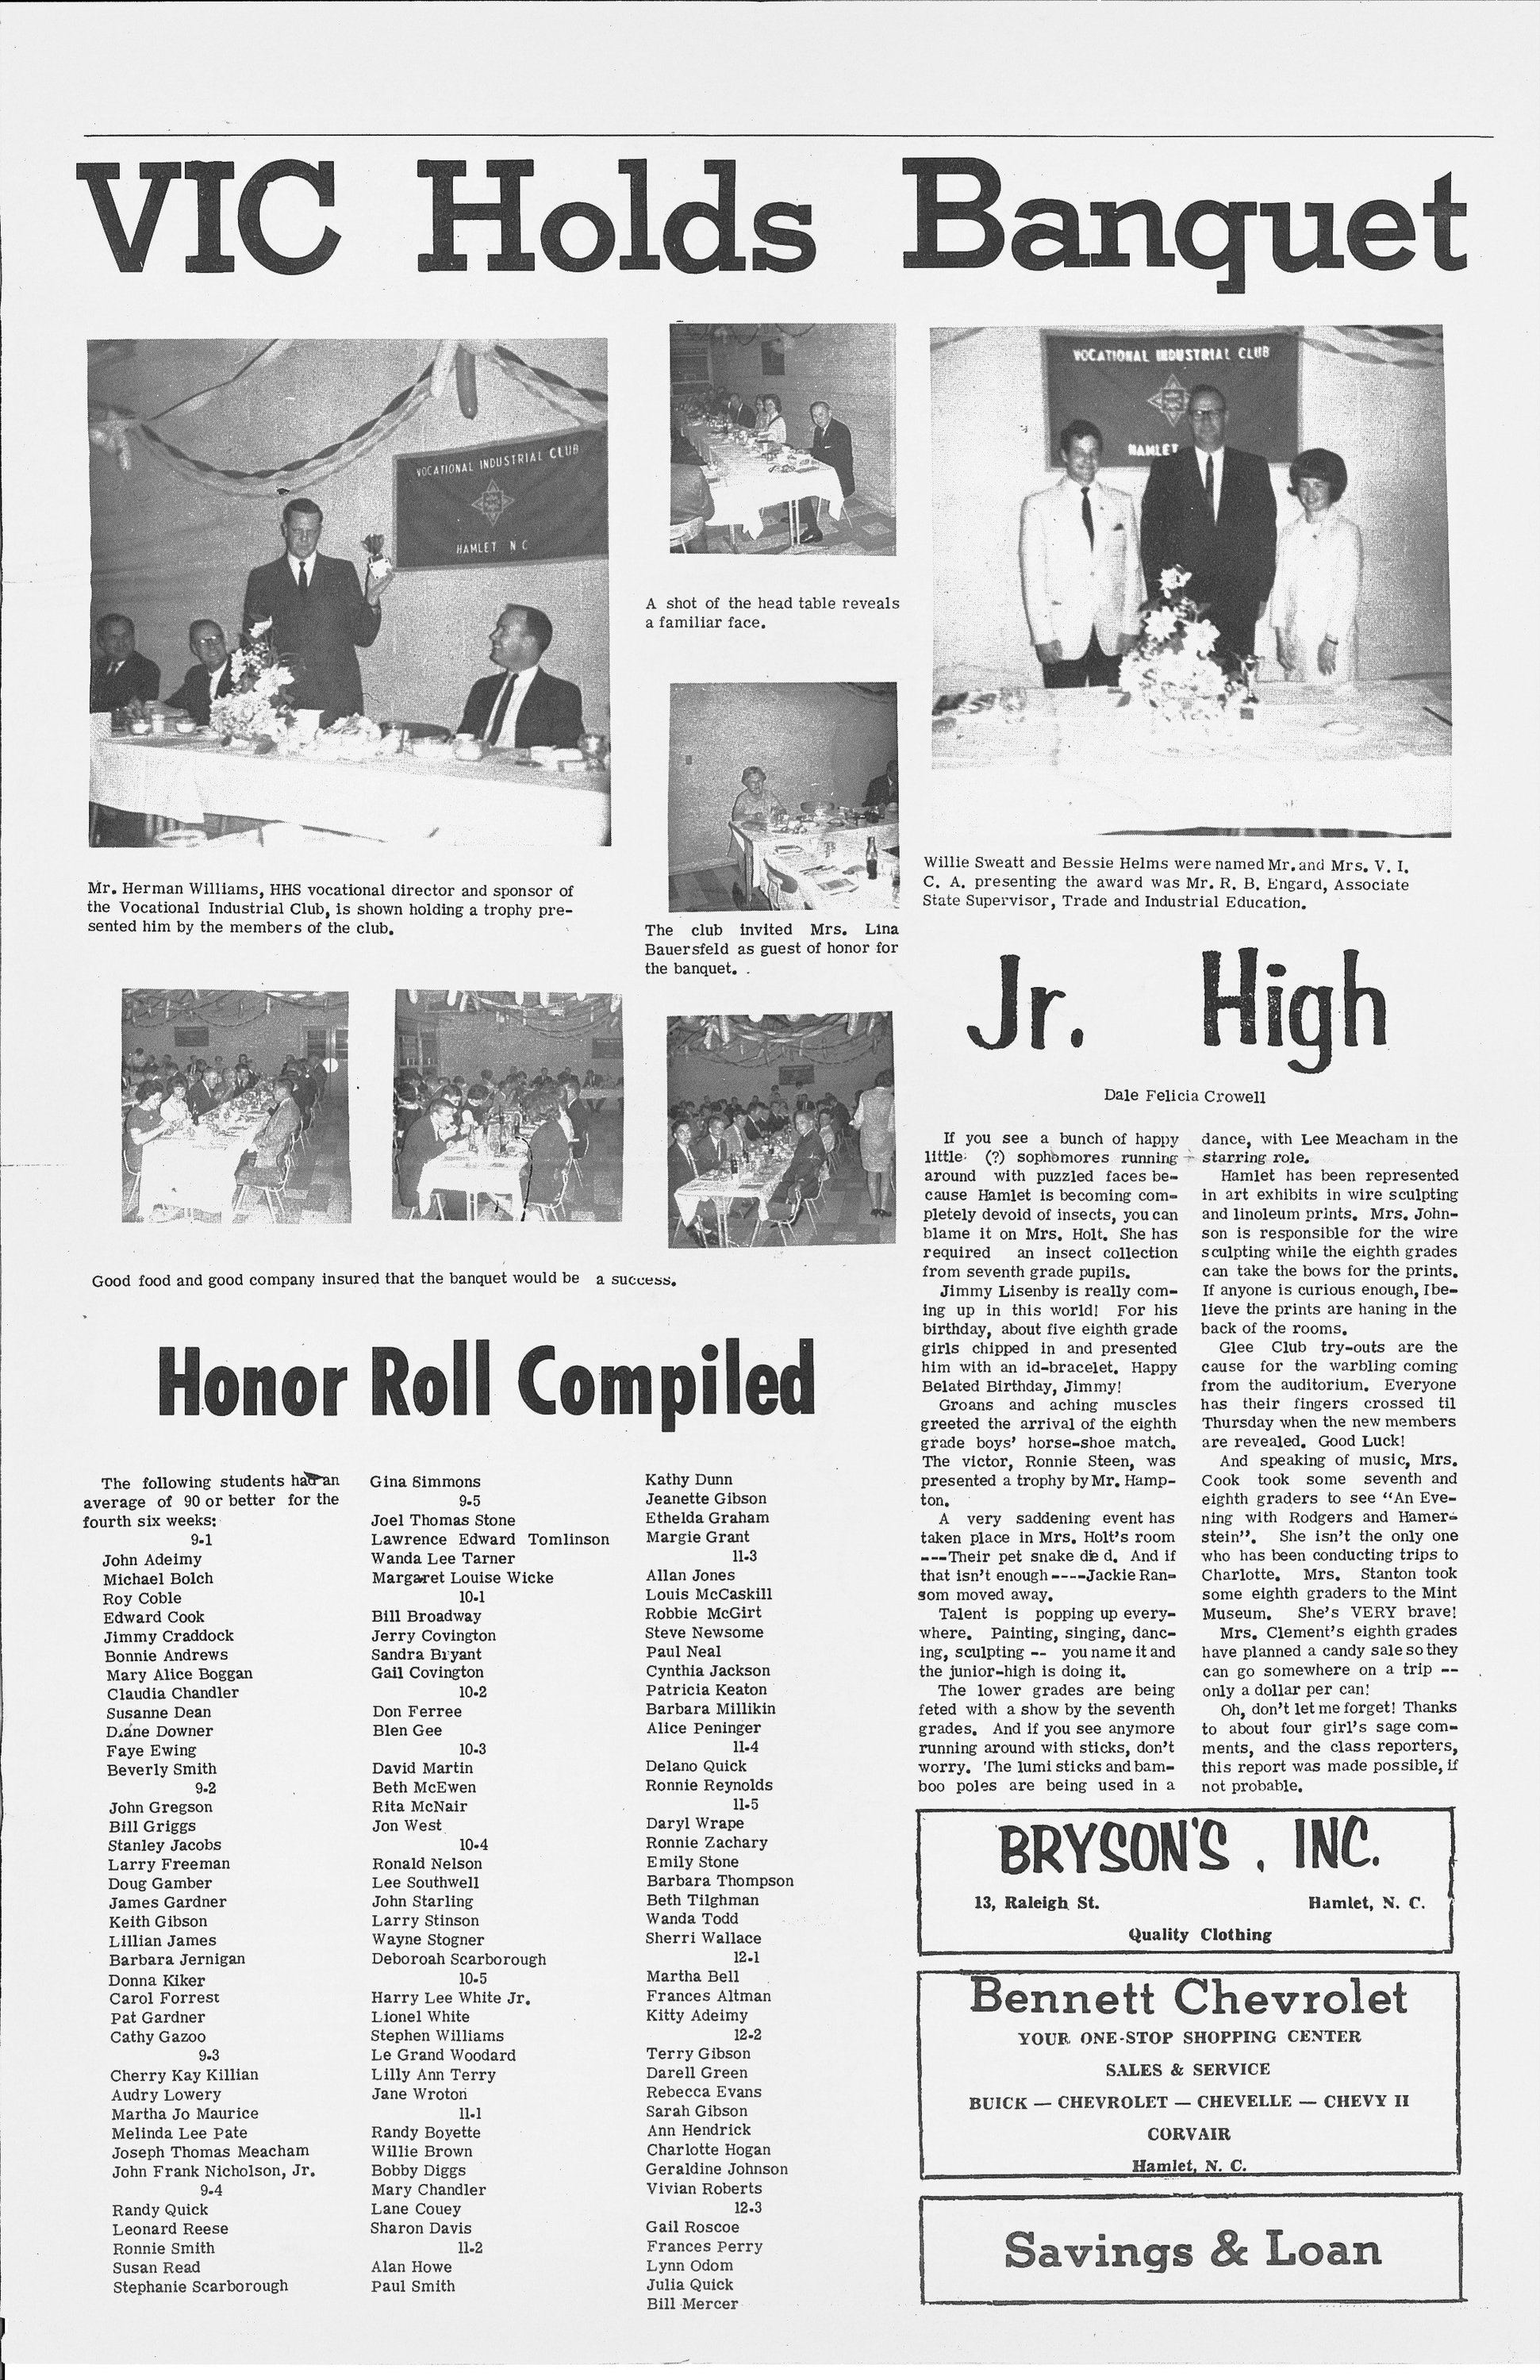 VIC Holds Banquet
VOCATIONAL INDUSTRIAL CLUB
HAMLET N C
Mr. Herman Williams, HHS vocational director and sponsor of
the Vocational Industrial Club, is shown holding a trophy pre-
sented him by the members of the club.
A shot of the head table reveals
a familiar face.
The club invited Mrs. Lina
Bauersfeld as guest of honor for
the banquet. .
VOCATIONAL INDUSTRIAL CLUB
HAMLET
Willie Sweatt and Bessie Helms were named Mr. and Mrs. V. I.
C. A. presenting the award was Mr. R. B. Engard, Associate
State Supervisor, Trade and Industrial Education.
Good food and good company insured that the banquet would be a success.
Honor Roll Compiled
The following students had an
average of 90 or better for the
fourth six weeks:
9-1
John Adeimy
Michael Bolch
Roy Coble
Edward Cook
Jimmy Craddock
Bonnie Andrews
Mary Alice Boggan
Claudia Chandler
Susanne Dean
Diane Downer
Faye Ewing
Beverly Smith
9-2
John Gregson
Bill Griggs
Stanley Jacobs
Larry Freeman
Doug Gamber
James Gardner
Keith Gibson
Lillian James
Barbara Jernigan
Donna Kiker
Carol Forrest
Pat Gardner
Cathy Gazoo
9-3
Cherry Kay Killian
Audry Lowery
Martha Jo Maurice
Melinda Lee Pate
Joseph Thomas Meacham
John Frank Nicholson, Jr.
9-4
Randy Quick
Leonard Reese
Ronnie Smith
Susan Read
Stephanie Scarborough
Gina Simmons
9-5
Joel Thomas Stone
Lawrence Edward Tomlinson
Wanda Lee Tarner
Margaret Louise Wicke
10-1
Bill Broadway
Jerry Covington
Sandra Bryant
Gail Covington
10-2
Don Ferree
Blen Gee
10-3
David Martin
Beth McEwen
Rita McNair
Jon West
10-4
Ronald Nelson
Lee Southwell
John Starling
Larry Stinson
Wayne Stogner
Deboroah Scarborough
10-5
Harry Lee White Jr.
Lionel White
Stephen Williams
Le Grand Woodard
Lilly Ann Terry
Jane Wroton
11-1
Randy Boyette
Willie Brown
Bobby Diggs
Mary Chandler
Lane Couey
Sharon Davis
11-2
Alan Howe
Paul Smith
Kathy Dunn
Jeanette Gibson
Ethelda Graham
Margie Grant
11-3
Allan Jones
Louis McCaskill
Robbie McGirt
Steve Newsome
Paul Neal
Cynthia Jackson
Patricia Keaton
Barbara Millikin
Alice Peninger
11-4
Delano Quick
Ronnie Reynolds
11-5
Daryl Wrape
Ronnie Zachary
Emily Stone
Barbara Thompson
Beth Tilghman
Wanda Todd
Sherri Wallace
12-1
Martha Bell
Frances Altman
Kitty Adeimy
12-2
Terry Gibson
Darell Green
Rebecca Evans
Sarah Gibson
Ann Hendrick
Charlotte Hogan
Geraldine Johnson
Vivian Roberts
12-3
Gail Roscoe
Frances Perry
Lynn Odom
Julia Quick
Bill Mercer
Jr. High
Dale Felicia Crowell
If you see a bunch of happy
little (?) sophomores running
around with puzzled faces be-
cause Hamlet is becoming com-
pletely devoid of insects, you can
blame it on Mrs. Holt. She has
required an insect collection
from seventh grade pupils.
Jimmy Lisenby is really com-
ing up in this world! For his
birthday, about five eighth grade
girls chipped in and presented
him with an id-bracelet. Happy
Belated Birthday, Jimmy!
Groans and aching muscles
greeted the arrival of the eighth
grade boys' horse-shoe match.
The victor, Ronnie Steen, was
presented a trophy by Mr. Hamp-
ton.
A very saddening event has
taken place in Mrs. Holt's room
---Their pet snake died. And if
that isn't enough ----Jackie Ran-
som moved away.
Talent is popping up every-
where. Painting, singing, danc-
ing, sculpting -- you name it and
the junior-high is doing it.
The lower grades are being
feted with a show by the seventh
grades. And if you see anymore
running around with sticks, don't
worry. The lumi sticks and bam-
boo poles are being used in a
dance, with Lee Meacham in the
starring role.
Hamlet has been represented
in art exhibits in wire sculpting
and linoleum prints. Mrs. John-
son is responsible for the wire
sculpting while the eighth grades
can take the bows for the prints.
If anyone is curious enough, I be-
lieve the prints are haning in the
back of the rooms.
Glee Club try-outs are the
cause for the warbling coming
from the auditorium. Everyone
has their fingers crossed til
Thursday when the new members
are revealed. Good Luck!
And speaking of music, Mrs.
Cook took some seventh and
eighth graders to see "An Eve-
ning with Rodgers and Hamer-
stein". She isn't the only one
who has been conducting trips to
Charlotte. Mrs. Stanton took
some eighth graders to the Mint
Museum. She's VERY brave!
Mrs. Clement's eighth grades
have planned a candy sale so they
can go somewhere on a trip --
only a dollar per can!
Oh, don't let me forget! Thanks
to about four girl's sage com-
ments, and the class reporters,
this report was made possible, if
not probable.
BRYSON'S , INC.
13, Raleigh St. Hamlet, N. C.
Quality Clothing
Bennett Chevrolet
YOUR ONE-STOP SHOPPING CENTER
SALES & SERVICE
BUICK — CHEVROLET — CHEVELLE — CHEVY II
CORVAIR
Hamlet, N. C.
Savings & Loan